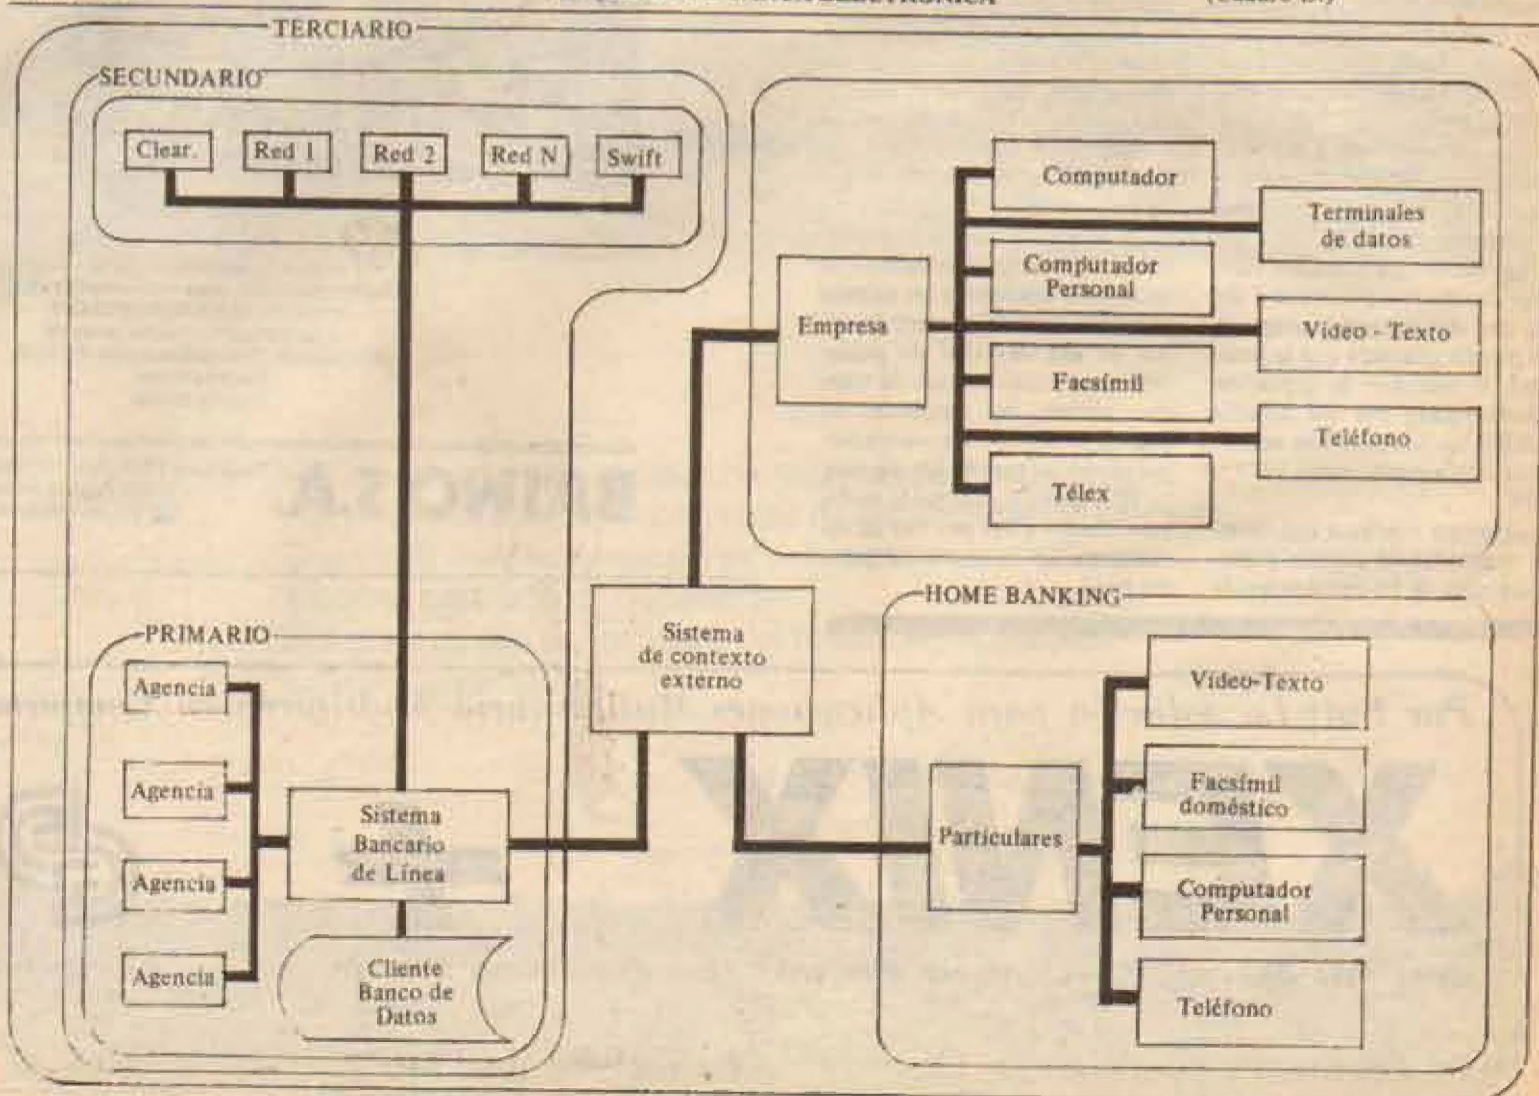 TERCIARIO
SECUNDARIO
Clear.
Red 1
Red 2
Red N
Swift
Computador
Terminales
de datos
Computador
Personal
Empresa
Vídeo - Texto
Facsímil
Teléfono
Télex
Sistema
de contexto
externo
HOME BANKING
PRIMARIO
Agencia
Agencia
Agencia
Agencia
Sistema
Bancario
de Línea
Cliente
Banco de
Datos
Particulares
Vídeo-Texto
Facsímil
doméstico
Computador
Personal
Teléfono